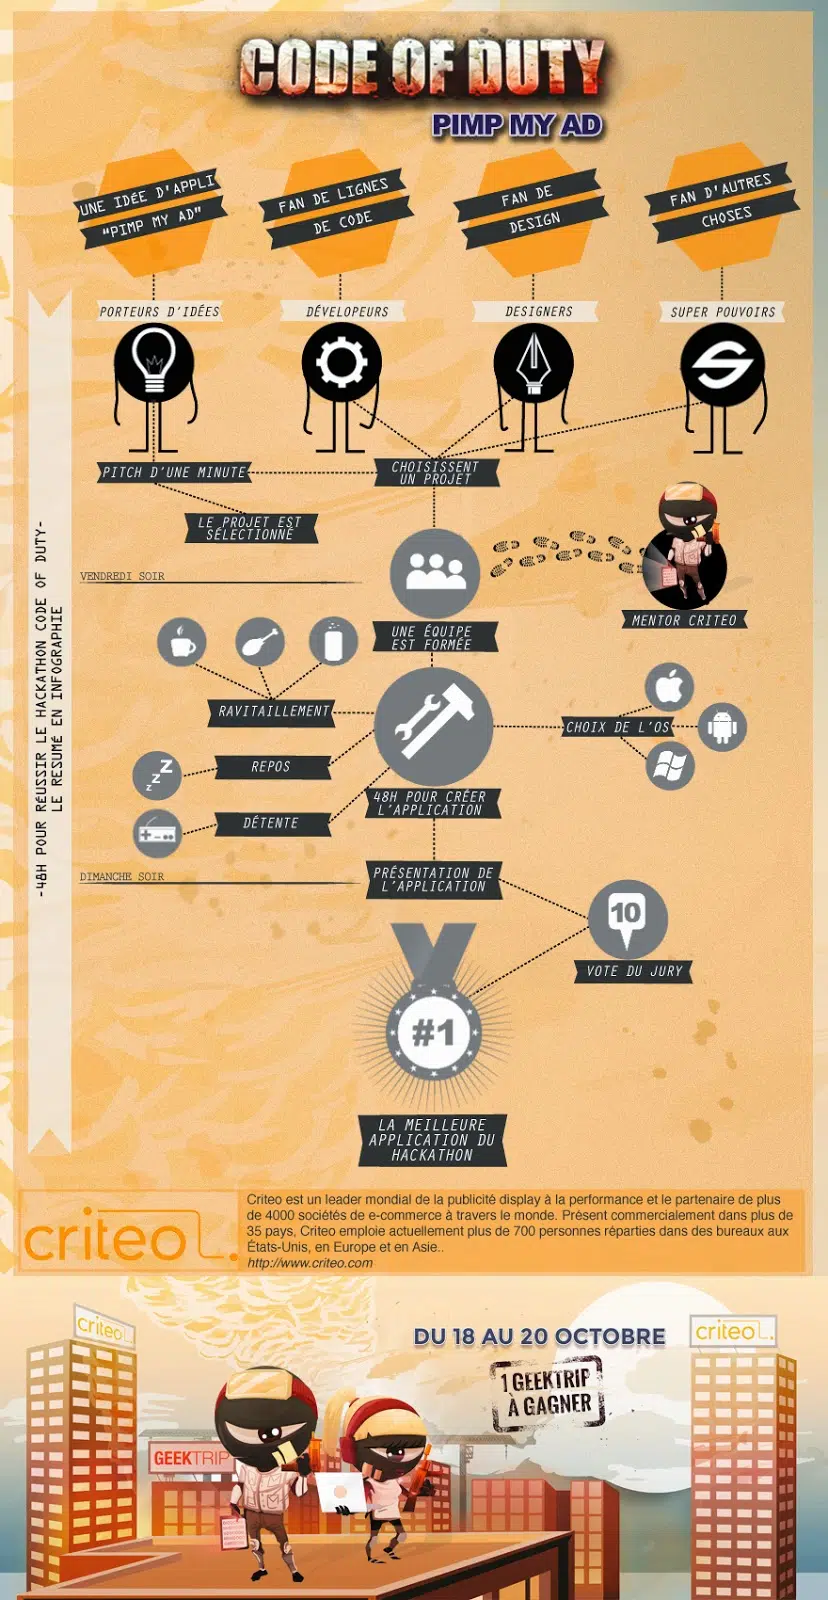 CODE OF DUTY
PIMP MY AD
UNE IDÉE D'APPLI
"PIMP MY AD"
FAN DE LIGNES
DE CODE
FAN DE
DESIGN
FAN D'AUTRES
CHOSES
PORTEURS D'IDÉES
DÉVELOPEURS
DESIGNERS
SUPER POUVOIRS
PITCH D'UNE MINUTE
CHOISISSENT
UN PROJET
LE PROJET EST
SÉLECTIONNÉ
VENDREDI SOIR
MENTOR CRITEO
UNE ÉQUIPE
EST FORMÉE
RAVITAILLEMENT
CHOIX DE L'OS
REPOS
zZZ
48H POUR CRÉER
L'APPLICATION
DÉTENTE
DIMANCHE SOIR
PRÉSENTATION DE
L'APPLICATION
10
VOTE DU JURY
#1
LA MEILLEURE
APPLICATION DU
HACKATHON
-48H POUR RÉUSSIR LE HACKATHON CODE OF DUTY-
LE RESUMÉ EN INFOGRAPHIE
criteo
Criteo est un leader mondial de la publicité display à la performance et le partenaire de plus
de 4000 sociétés de e-commerce à travers le monde. Présent commercialement dans plus de
35 pays, Criteo emploie actuellement plus de 700 personnes réparties dans des bureaux aux
États-Unis, en Europe et en Asie..
http://www.criteo.com
criteo
DU 18 AU 20 OCTOBRE
criteo
1 GEEKTRIP
À GAGNER
GEEKTRIP